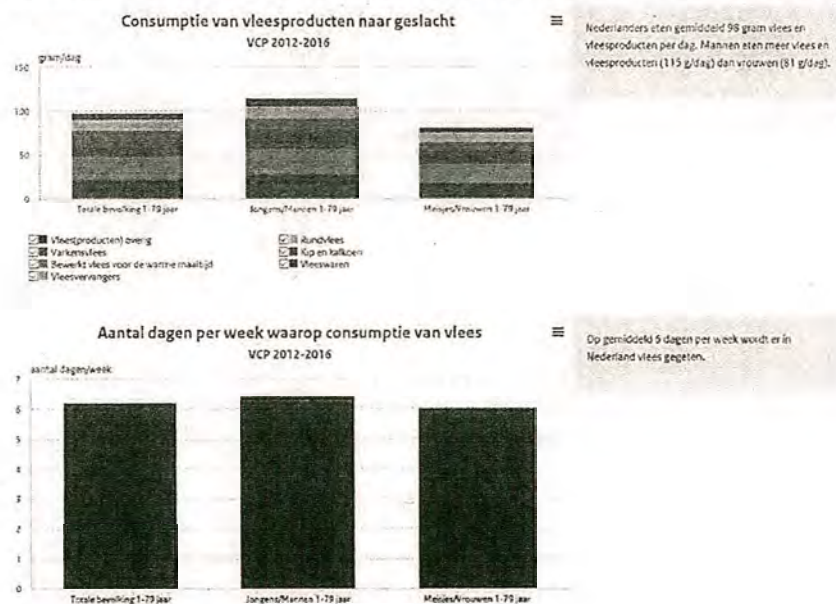 Consumptie van vleesproducten naar geslacht
VCP 2012-2016
Nederlanders eten gemiddeld 98 gram vlees en
vleesproducten per dag. Mannen eten meer vlees en
vleesproducten (115 g/dag) dan vrouwen (81 g/dag).
gram/dag
150
100
50
0
Totale bevolking 1-79 jaar
Jongens/Mannen 1-79 jaar
Meisjes/Vrouwen 1-79 jaar
Vlees(producten) overig
Varkensvlees
Bewerkt vlees voor de warme maaltijd
Vleesvervangers
Rundvlees
Kip en kalkoen
Vleeswaren
Aantal dagen per week waarop consumptie van vlees
VCP 2012-2016
Op gemiddeld 6 dagen per week wordt er in
Nederland vlees gegeten.
aantal dagen/week
7
6
5
4
3
2
1
0
Totale bevolking 1-79 jaar
Jongens/Mannen 1-79 jaar
Meisjes/Vrouwen 1-79 jaar